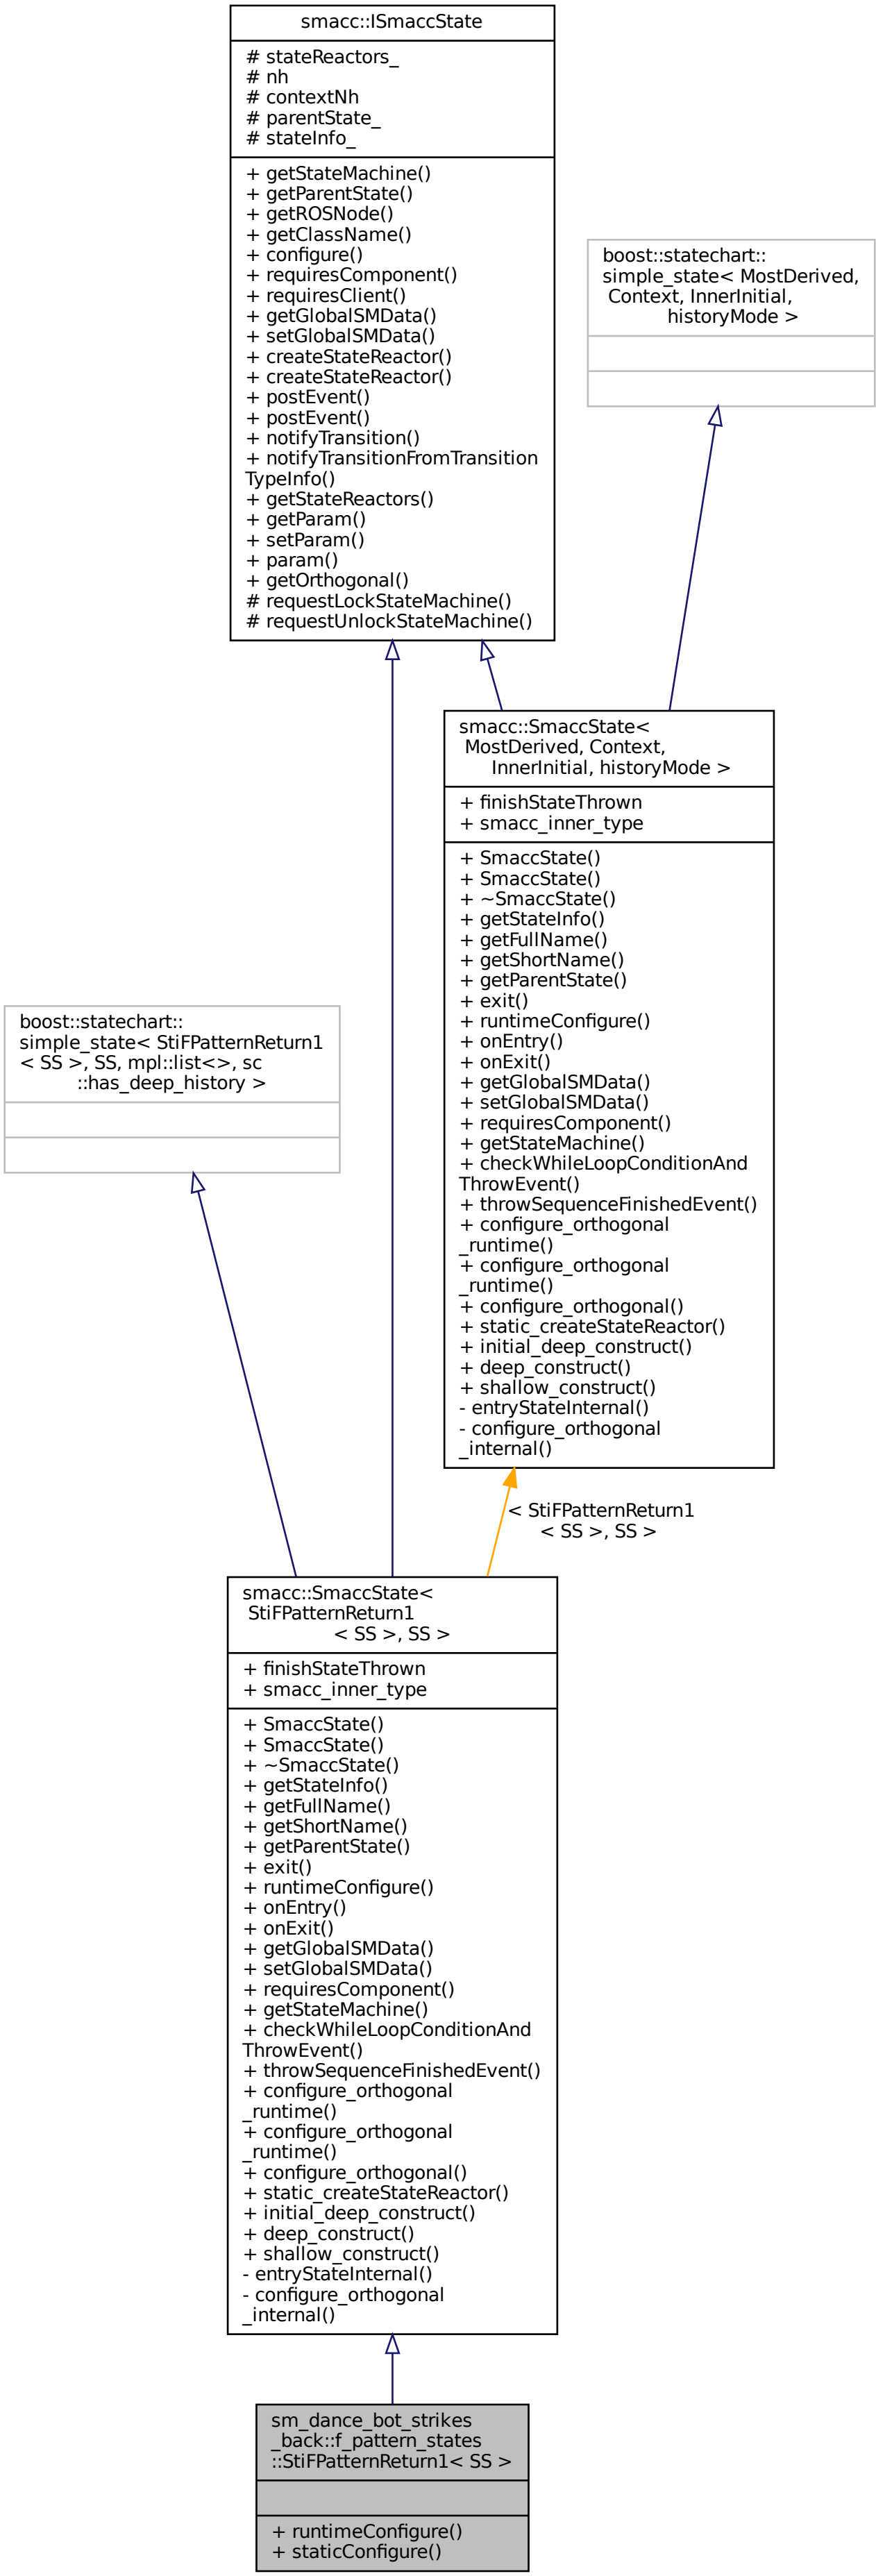 smacc::ISmaccState
# stateReactors_
# nh
# contextNh
# parentState_
# stateInfo_
+ getStateMachine()
+ getParentState()
+ getROSNode()
+ getClassName()
+ configure()
+ requiresComponent()
+ requiresClient()
+ getGlobalSMData()
+ setGlobalSMData()
+ createStateReactor()
+ createStateReactor()
+ postEvent()
+ postEvent()
+ notifyTransition()
+ notifyTransitionFromTransition
TypeInfo()
+ getStateReactors()
+ getParam()
+ setParam()
+ param()
+ getOrthogonal()
# requestLockStateMachine()
# requestUnlockStateMachine()
boost::statechart::
simple_state< MostDerived,
Context, InnerInitial,
historyMode >
smacc::SmaccState<
MostDerived, Context,
InnerInitial, historyMode >
+ finishStateThrown
+ smacc_inner_type
+ SmaccState()
+ SmaccState()
+ ~SmaccState()
+ getStateInfo()
+ getFullName()
+ getShortName()
+ getParentState()
+ exit()
+ runtimeConfigure()
+ onEntry()
+ onExit()
+ getGlobalSMData()
+ setGlobalSMData()
+ requiresComponent()
+ getStateMachine()
+ checkWhileLoopConditionAnd
ThrowEvent()
+ throwSequenceFinishedEvent()
+ configure_orthogonal
_runtime()
+ configure_orthogonal
_runtime()
+ configure_orthogonal()
+ static_createStateReactor()
+ initial_deep_construct()
+ deep_construct()
+ shallow_construct()
- entryStateInternal()
- configure_orthogonal
_internal()
boost::statechart::
simple_state< StiFPatternReturn1
< SS >, SS, mpl::list<>, sc
::has_deep_history >
< StiFPatternReturn1
< SS >, SS >
smacc::SmaccState<
StiFPatternReturn1
< SS >, SS >
+ finishStateThrown
+ smacc_inner_type
+ SmaccState()
+ SmaccState()
+ ~SmaccState()
+ getStateInfo()
+ getFullName()
+ getShortName()
+ getParentState()
+ exit()
+ runtimeConfigure()
+ onEntry()
+ onExit()
+ getGlobalSMData()
+ setGlobalSMData()
+ requiresComponent()
+ getStateMachine()
+ checkWhileLoopConditionAnd
ThrowEvent()
+ throwSequenceFinishedEvent()
+ configure_orthogonal
_runtime()
+ configure_orthogonal
_runtime()
+ configure_orthogonal()
+ static_createStateReactor()
+ initial_deep_construct()
+ deep_construct()
+ shallow_construct()
- entryStateInternal()
- configure_orthogonal
_internal()
sm_dance_bot_strikes
_back::f_pattern_states
::StiFPatternReturn1< SS >
+ runtimeConfigure()
+ staticConfigure()